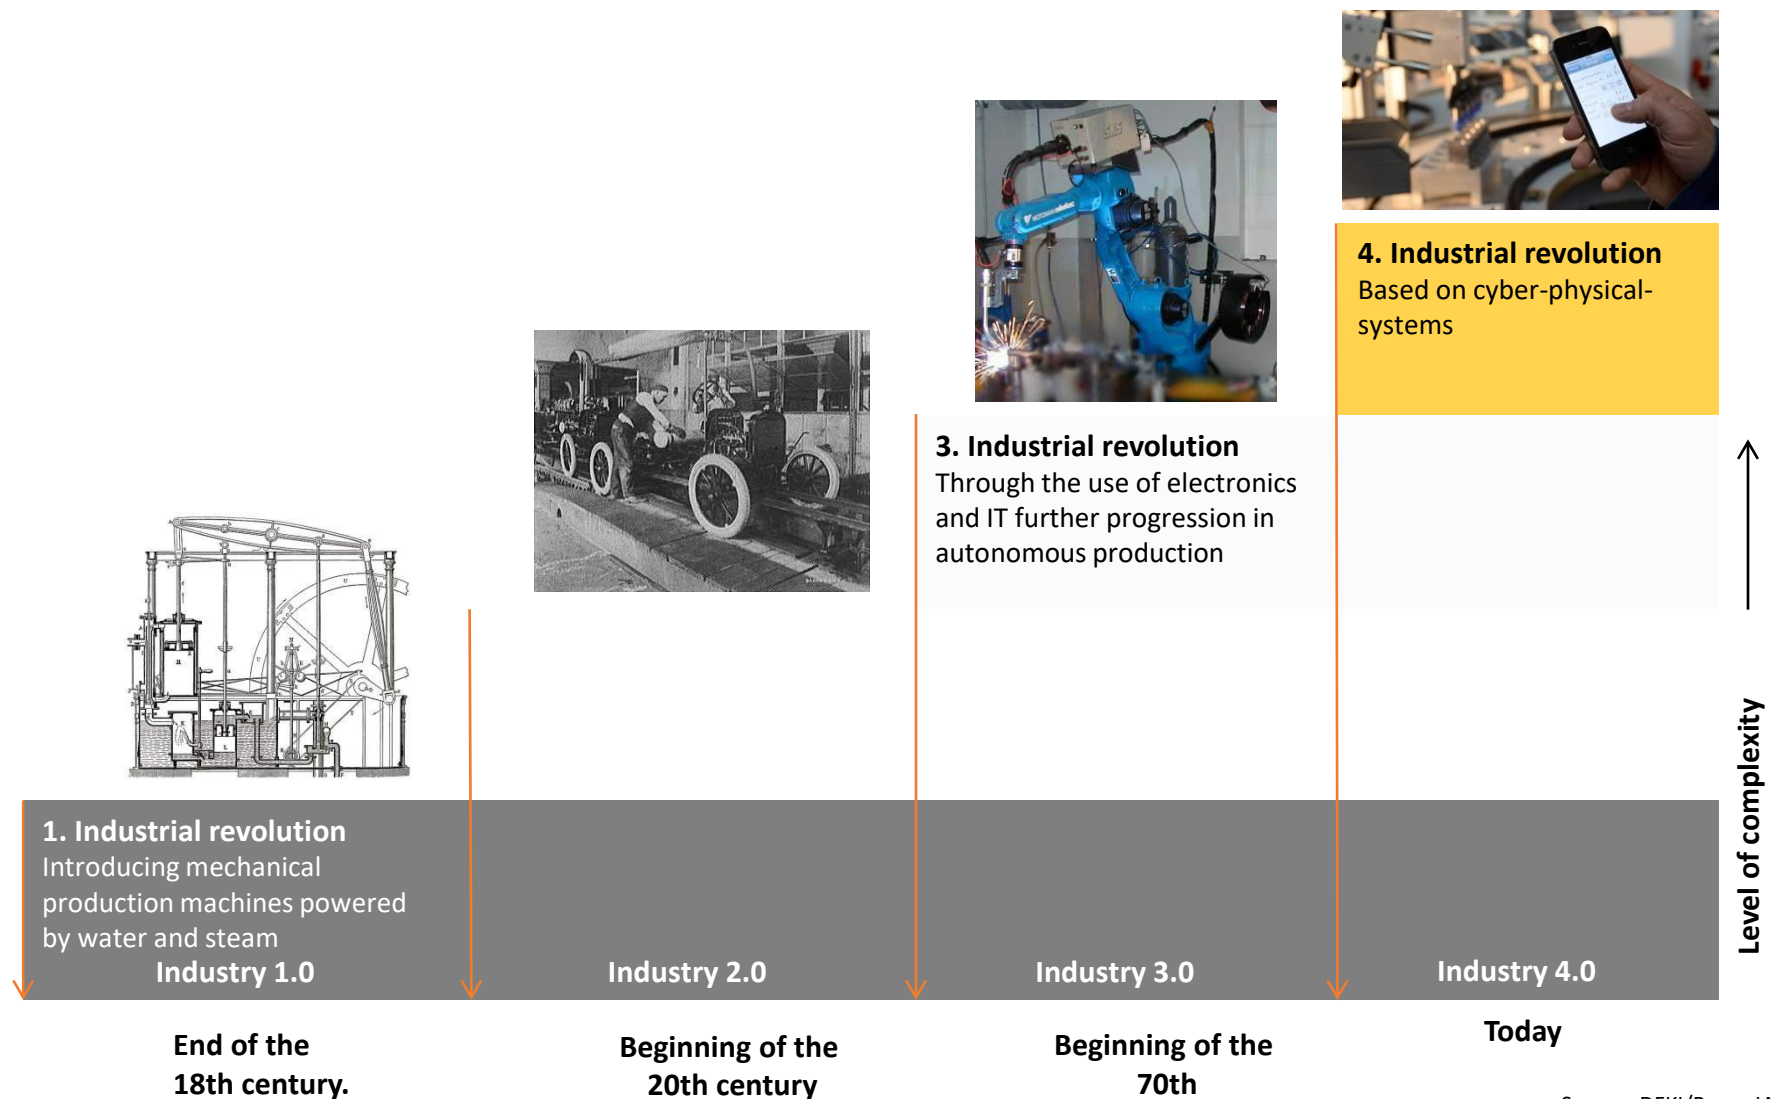 4. Industrial revolution
Based on cyber-physical-
systems
3. Industrial revolution
Through the use of electronics
and IT further progression in
autonomous production
1. Industrial revolution
Introducing mechanical
production machines powered
by water and steam
Industry 1.0
Industry 2.0
Industry 3.0
Industry 4.0
End of the
18th century.
Beginning of the
20th century
Beginning of the
70th
Today
Level of complexity
SKS
MOTOMAN